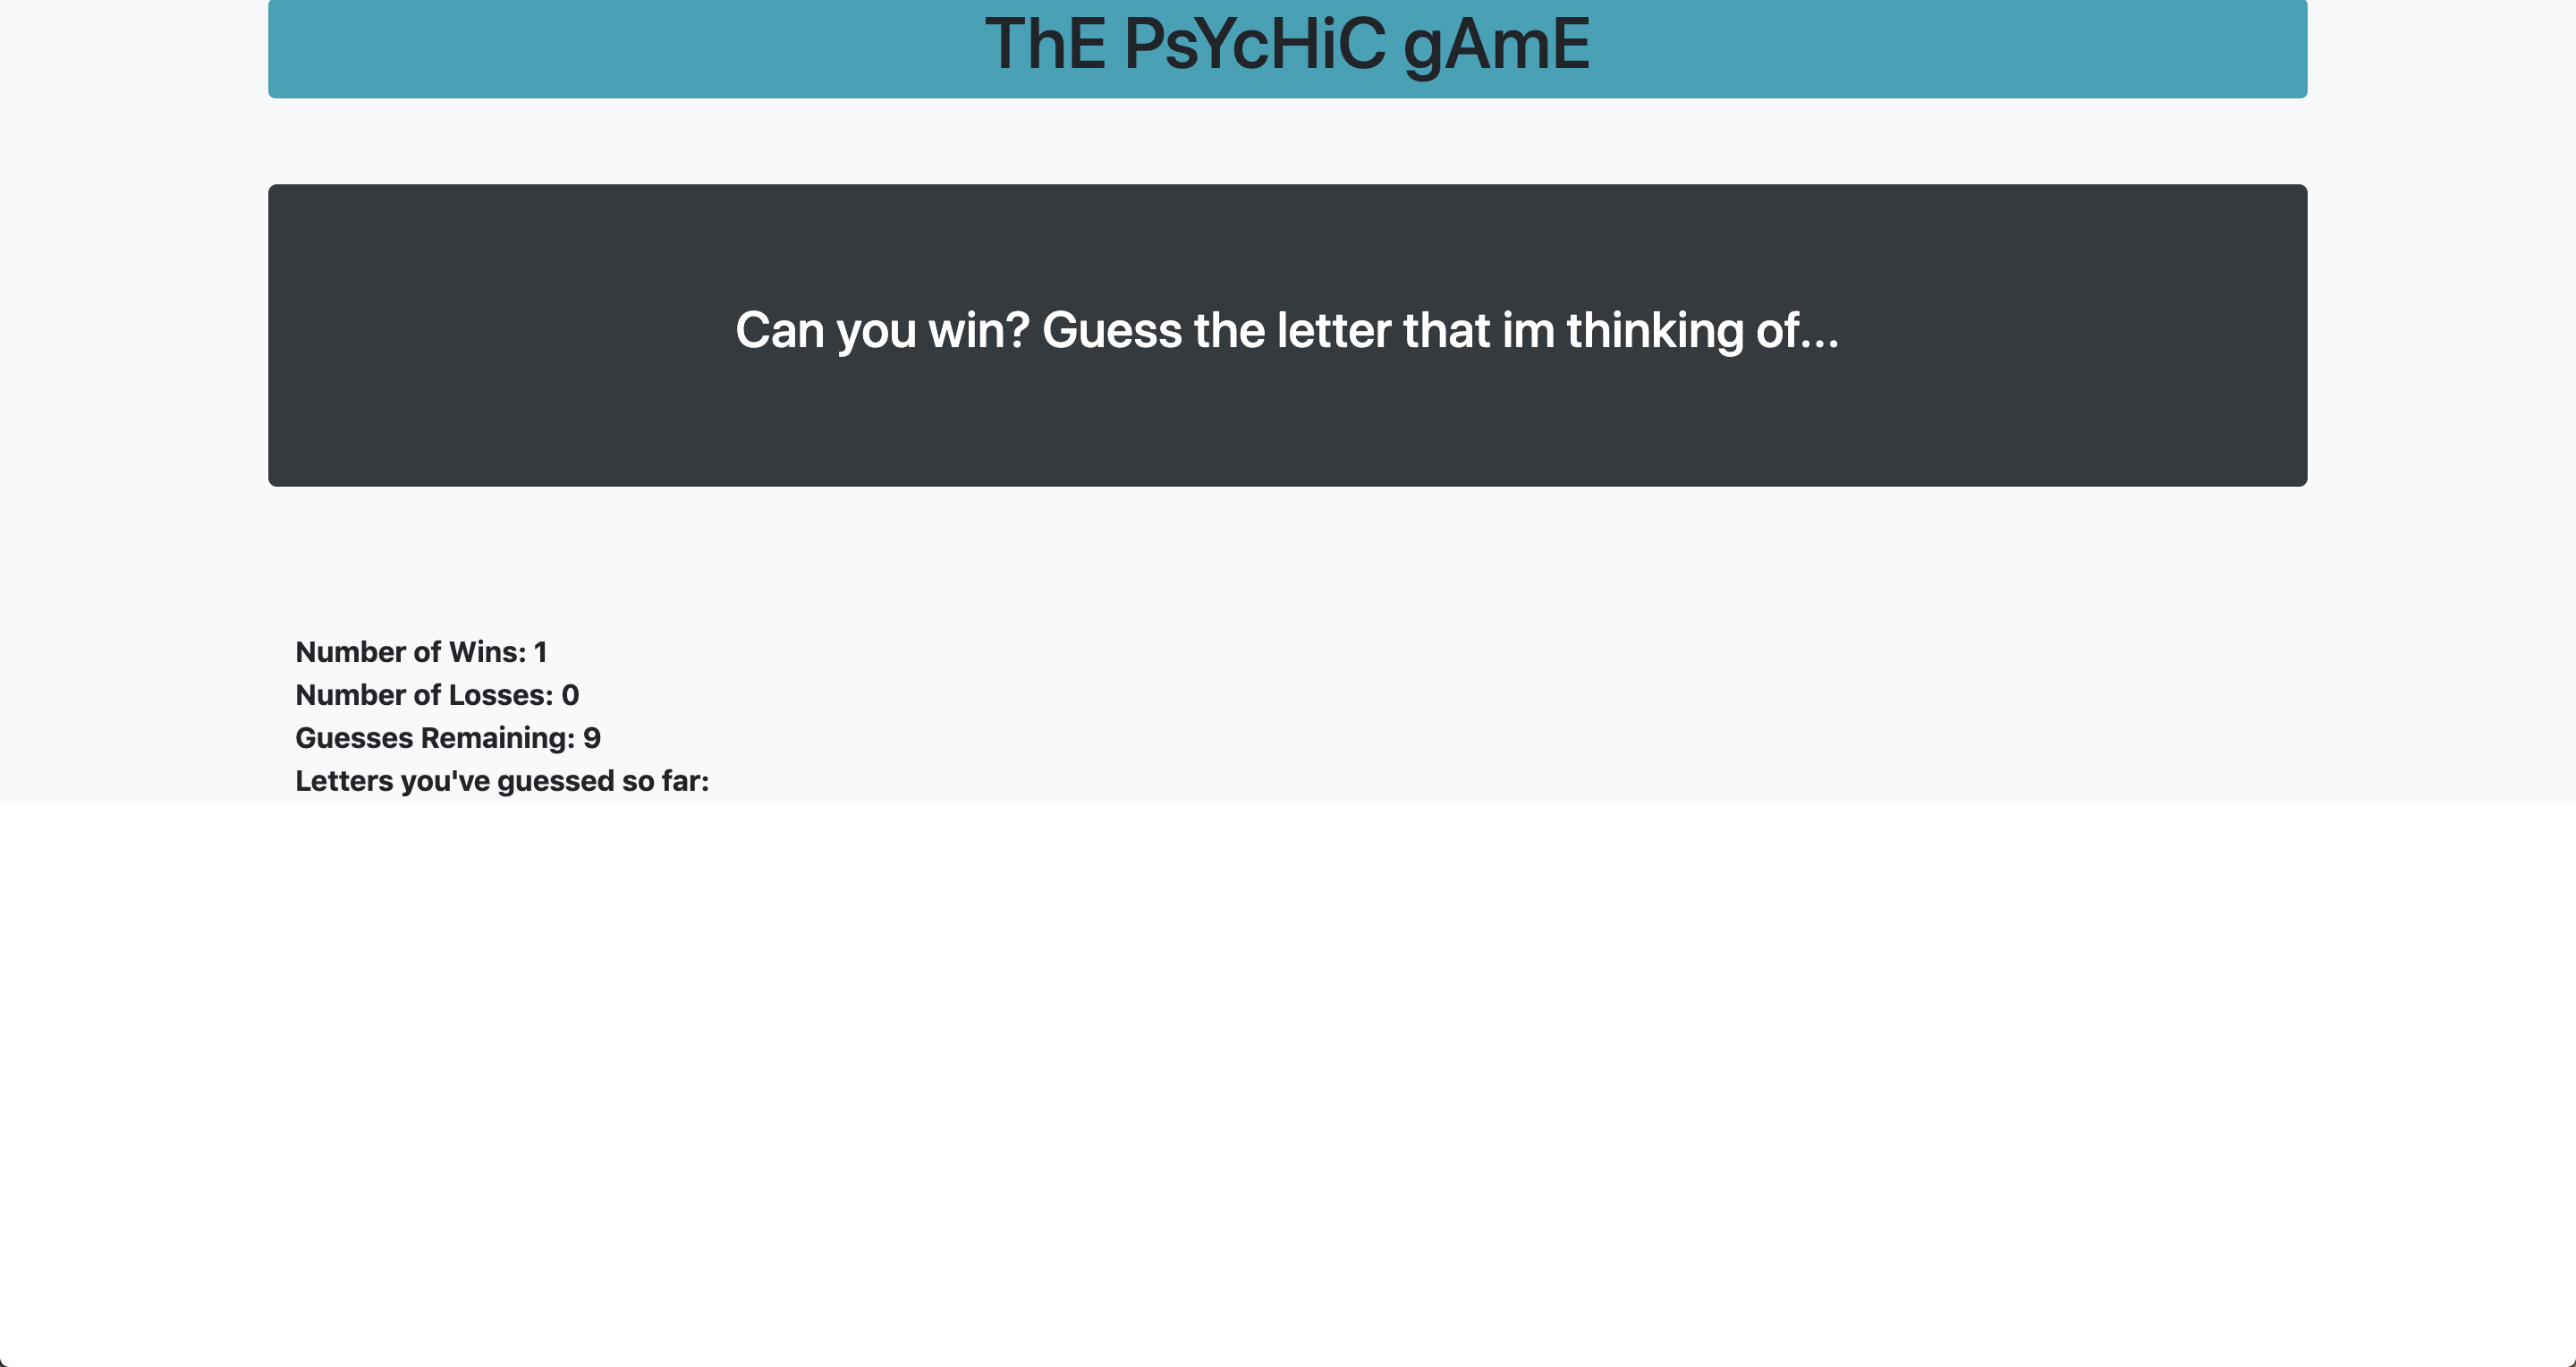 ThE PsYcHiC gAmE
Can you win? Guess the letter that im thinking of...
Number of Wins: 1
Number of Losses: 0
Guesses Remaining: 9
Letters you've guessed so far: